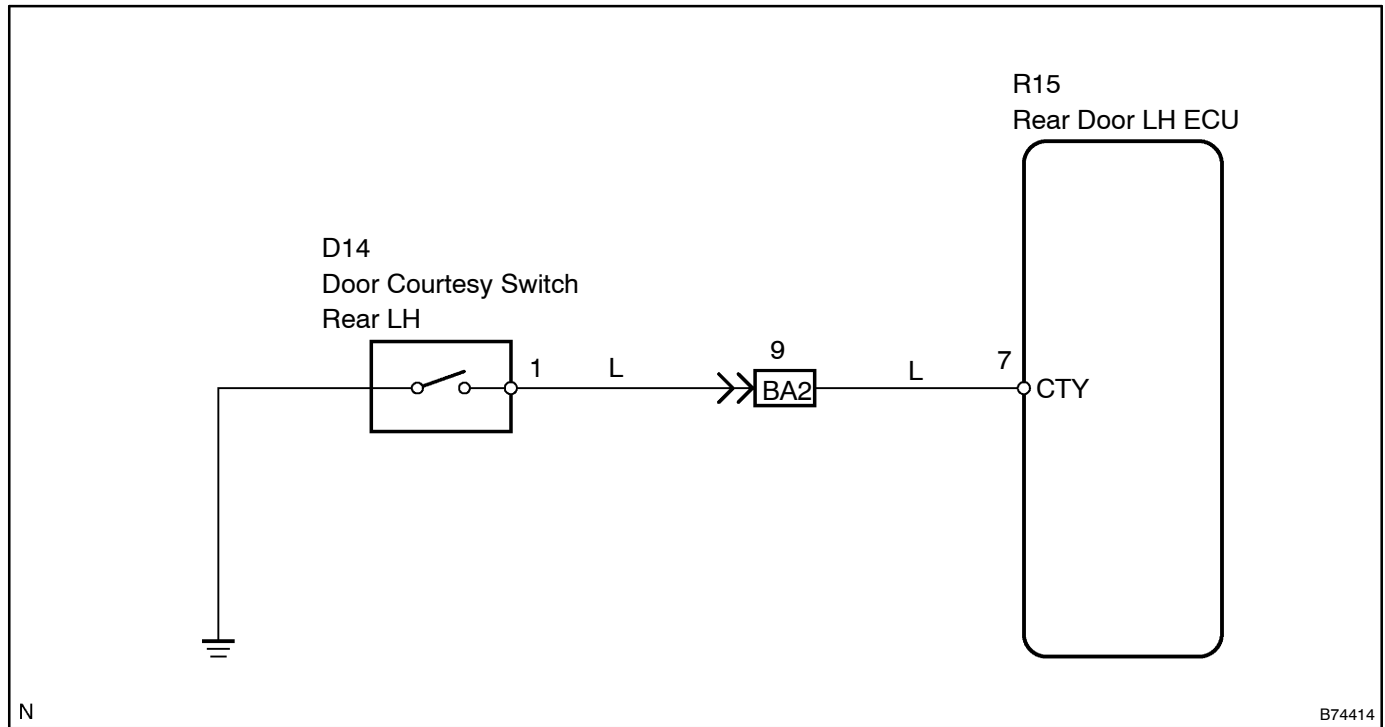 R15
Rear Door LH ECU
D14
Door Courtesy Switch
Rear LH
1
L
9
BA2
L
7
CTY
N
B74414